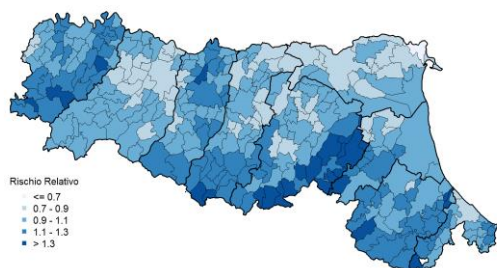 Rischio Relativo
<= 0.7
0.7 - 0.9
0.9 - 1.1
1.1 - 1.3
> 1.3